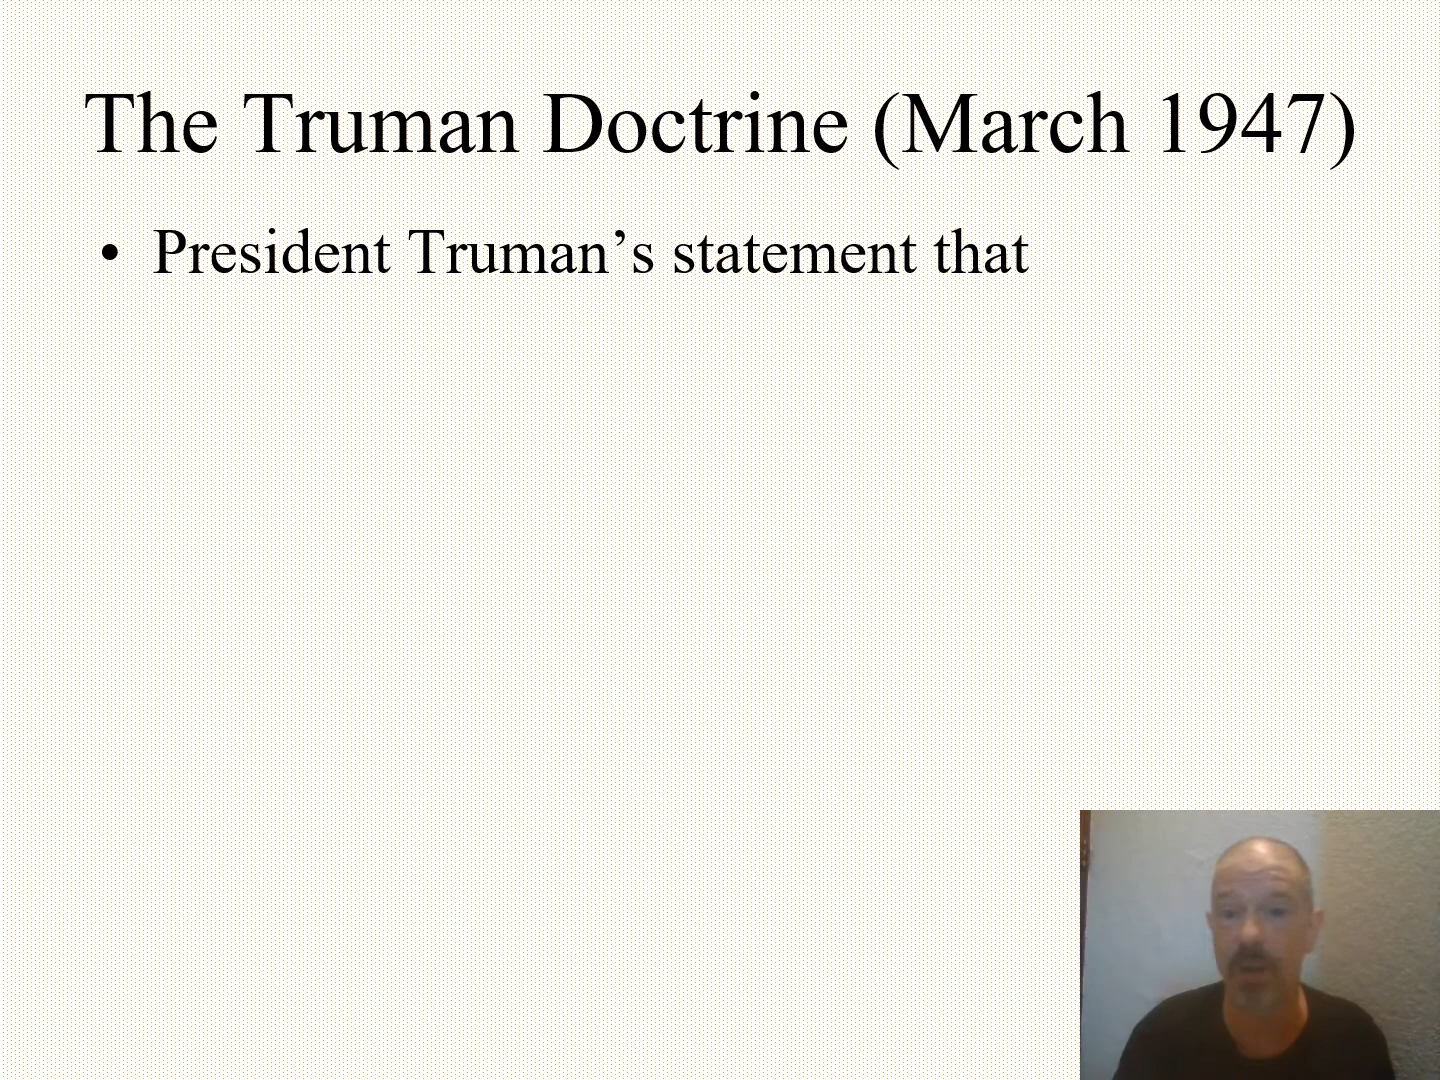 The Truman Doctrine (March 1947)
• President Truman’s statement that